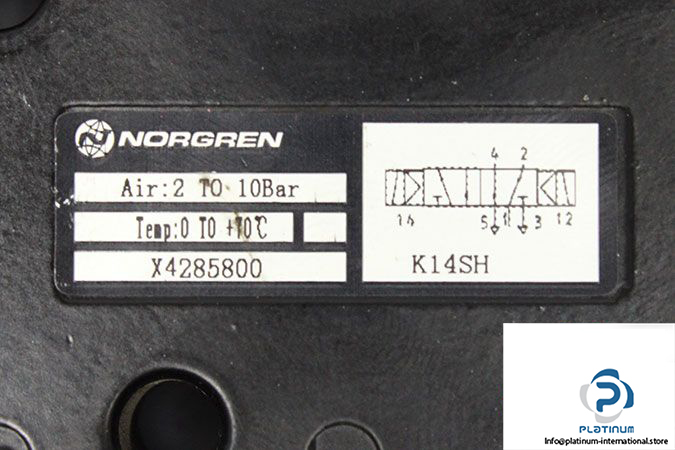 NORGREN
Air:2 TO 10Bar
Temp:0 TO +70℃
X4285800
4 2
14 5 1 3 12
K14SH
PLATINUM
Info@platinum-international.store